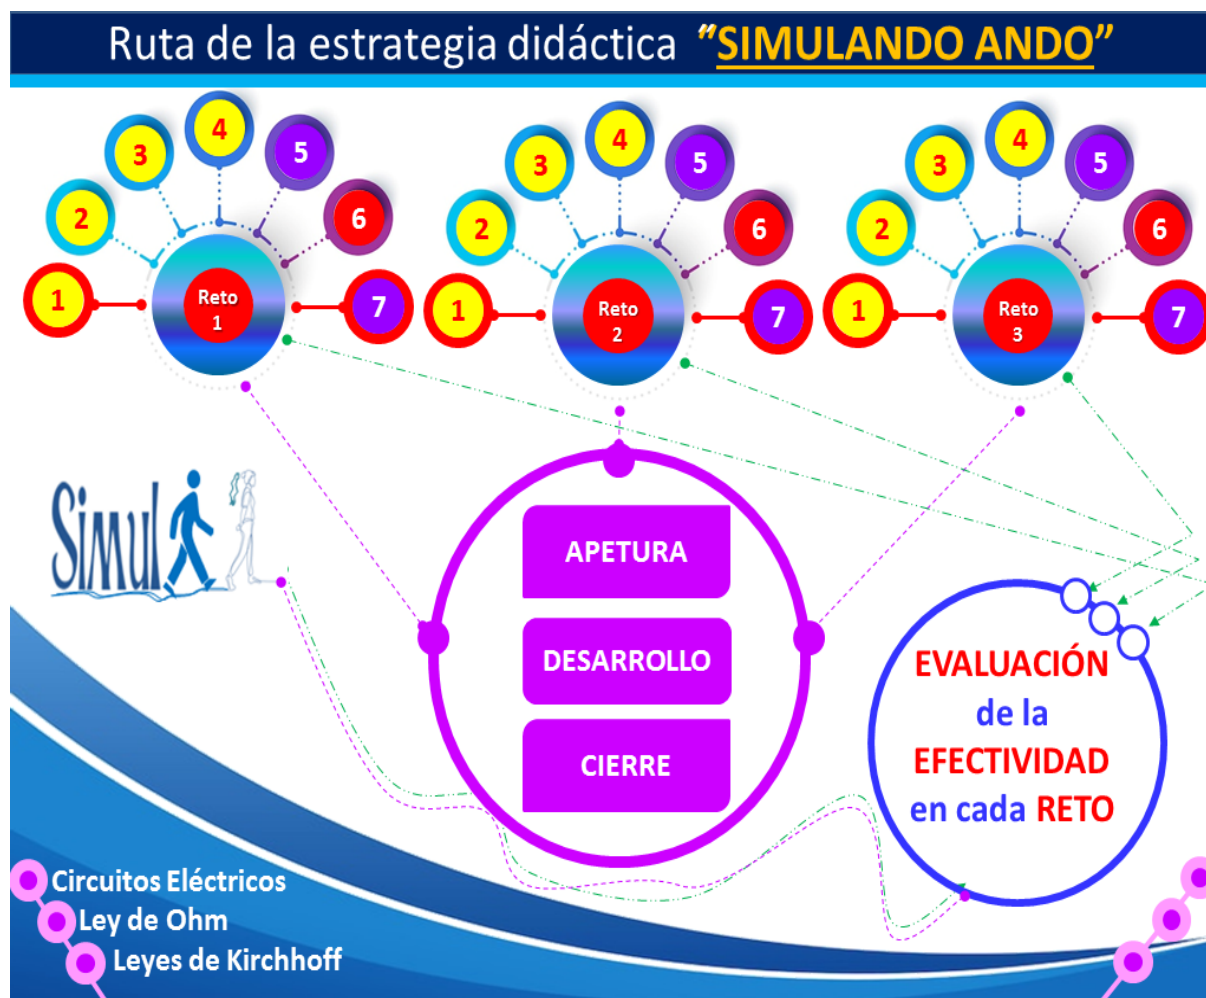 Ruta de la estrategia didáctica "SIMULANDO ANDO"
1
2
3
4
5
6
7
Reto
1
1
2
3
4
5
6
7
Reto
2
1
2
3
4
5
6
7
Reto
3
Simul
APETURA
DESARROLLO
CIERRE
EVALUACIÓN
de la
EFECTIVIDAD
en cada RETO
Circuitos Eléctricos
Ley de Ohm
Leyes de Kirchhoff